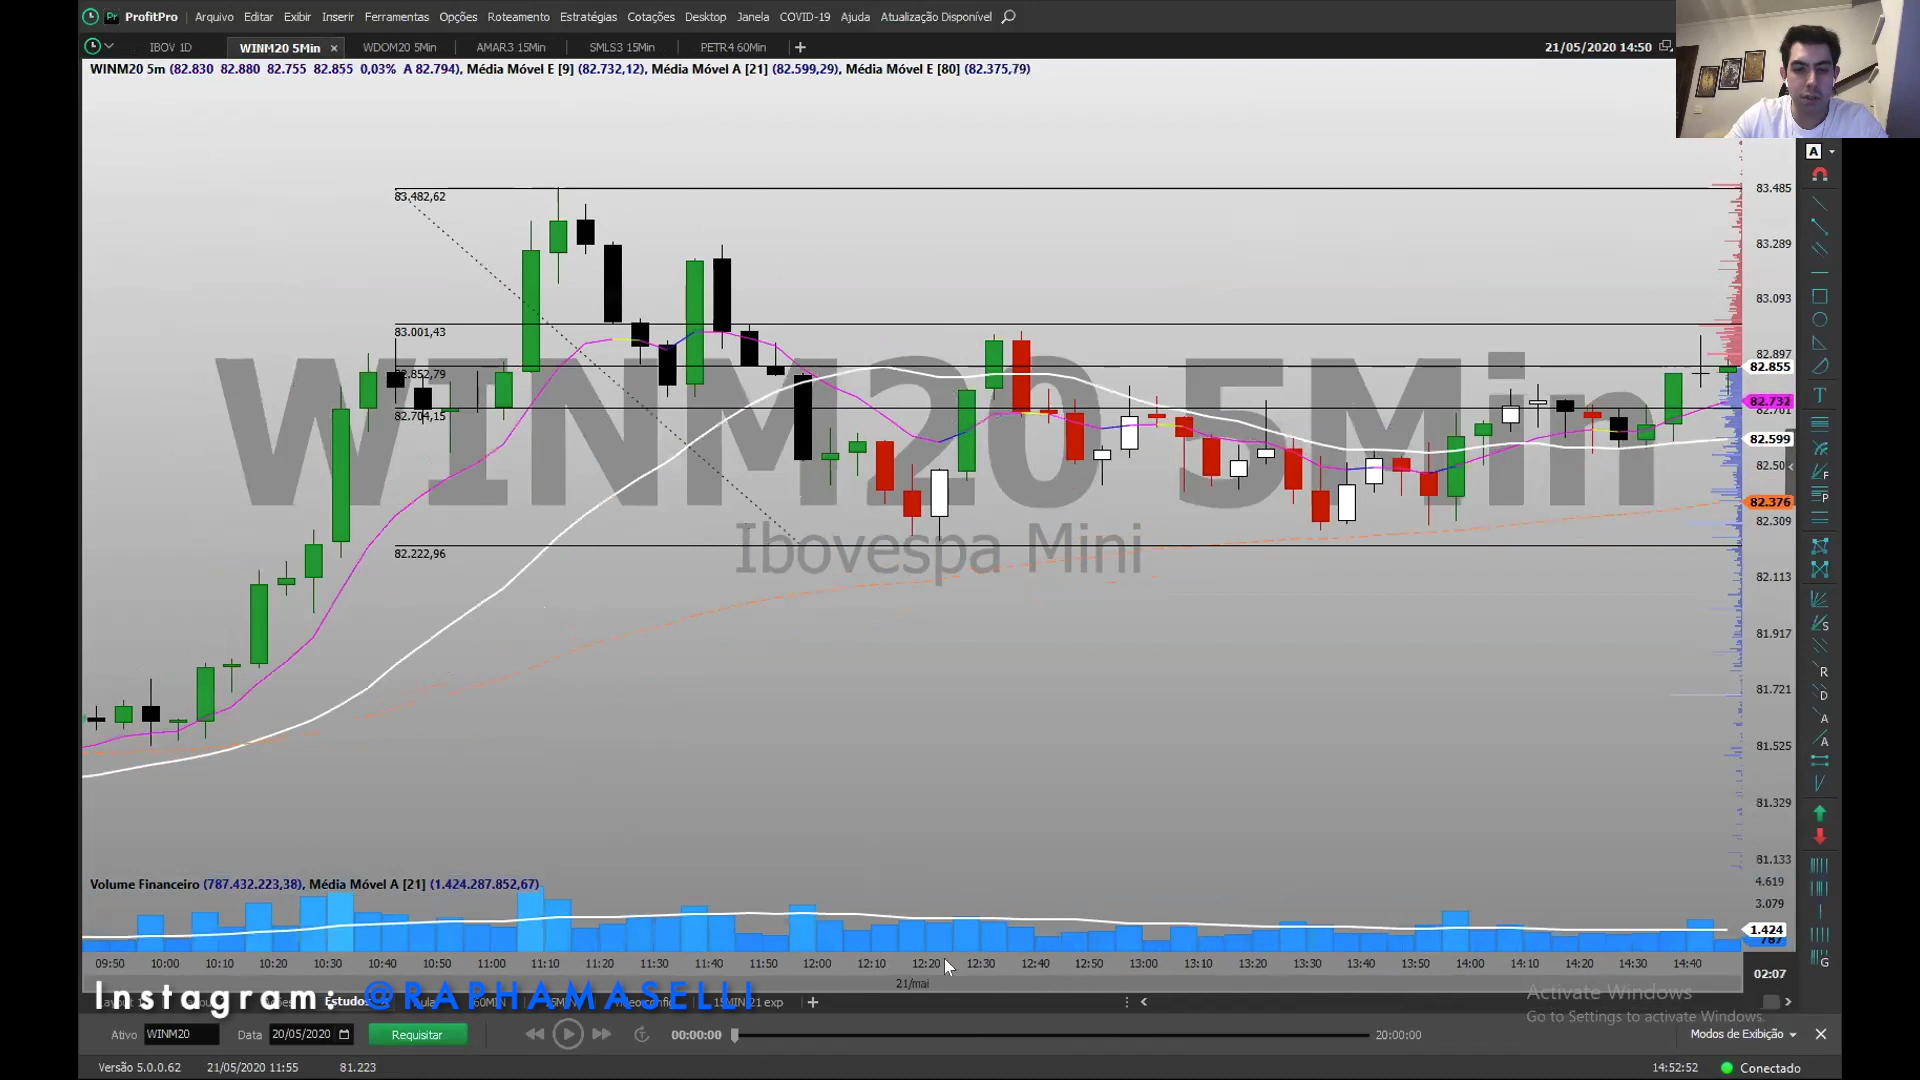 Pr ProfitPro Arquivo Editar Exibir Inserir Ferramentas Opções Roteamento Estratégias Cotações Desktop Janela COVID-19 Ajuda Atualização Disponível
IBOV 1D WINM20 5Min × WDOM20 5Min AMAR3 15Min SMLS3 15Min PETR4 60Min + 21/05/2020 14:50
WINM20 5m (82.830 82.880 82.755 82.855 0,03% A 82.794), Média Móvel E [9] (82.732,12), Média Móvel A [21] (82.599,29), Média Móvel E [80] (82.375,79)
A
83.482,62
83.485
83.289
83.093
83.001,43
82.897
82.855
82.852,79
82.732
82.701
82.704,15
82.599
WINM20 5Min
82.50
82.376
82.309
Ibovespa Mini
82.222,96
82.113
81.917
81.721
81.525
81.329
81.133
Volume Financeiro (787.432.223,38), Média Móvel A [21] (1.424.287.852,67)
4.619
3.079
1.424
787
09:50 10:00 10:10 10:20 10:30 10:40 10:50 11:00 11:10 11:20 11:30 11:40 11:50 12:00 12:10 12:20 12:30 12:40 12:50 13:00 13:10 13:20 13:30 13:40 13:50 14:00 14:10 14:20 14:30 14:40
02:07
21/mai
Instagram: @RAPHAMASELLI
Estudos 60MIN 15MIN 21 exp +
Activate Windows
Go to Settings to activate Windows.
Ativo WINM20 Data 20/05/2020 Requisitar 00:00:00 20:00:00 Modos de Exibição
Versão 5.0.0.62 21/05/2020 11:55 81.223 14:52:52 Conectado